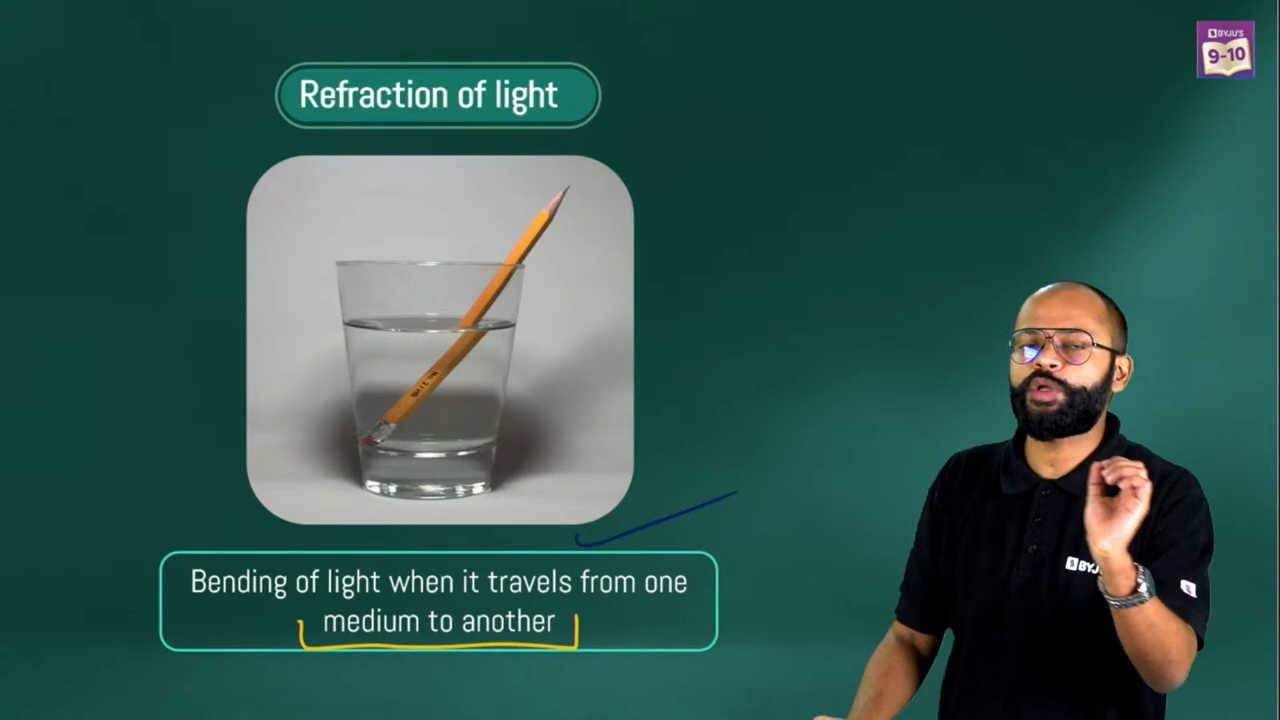 BYJU'S
9-10
Refraction of light
Bending of light when it travels from one
medium to another
BYJU